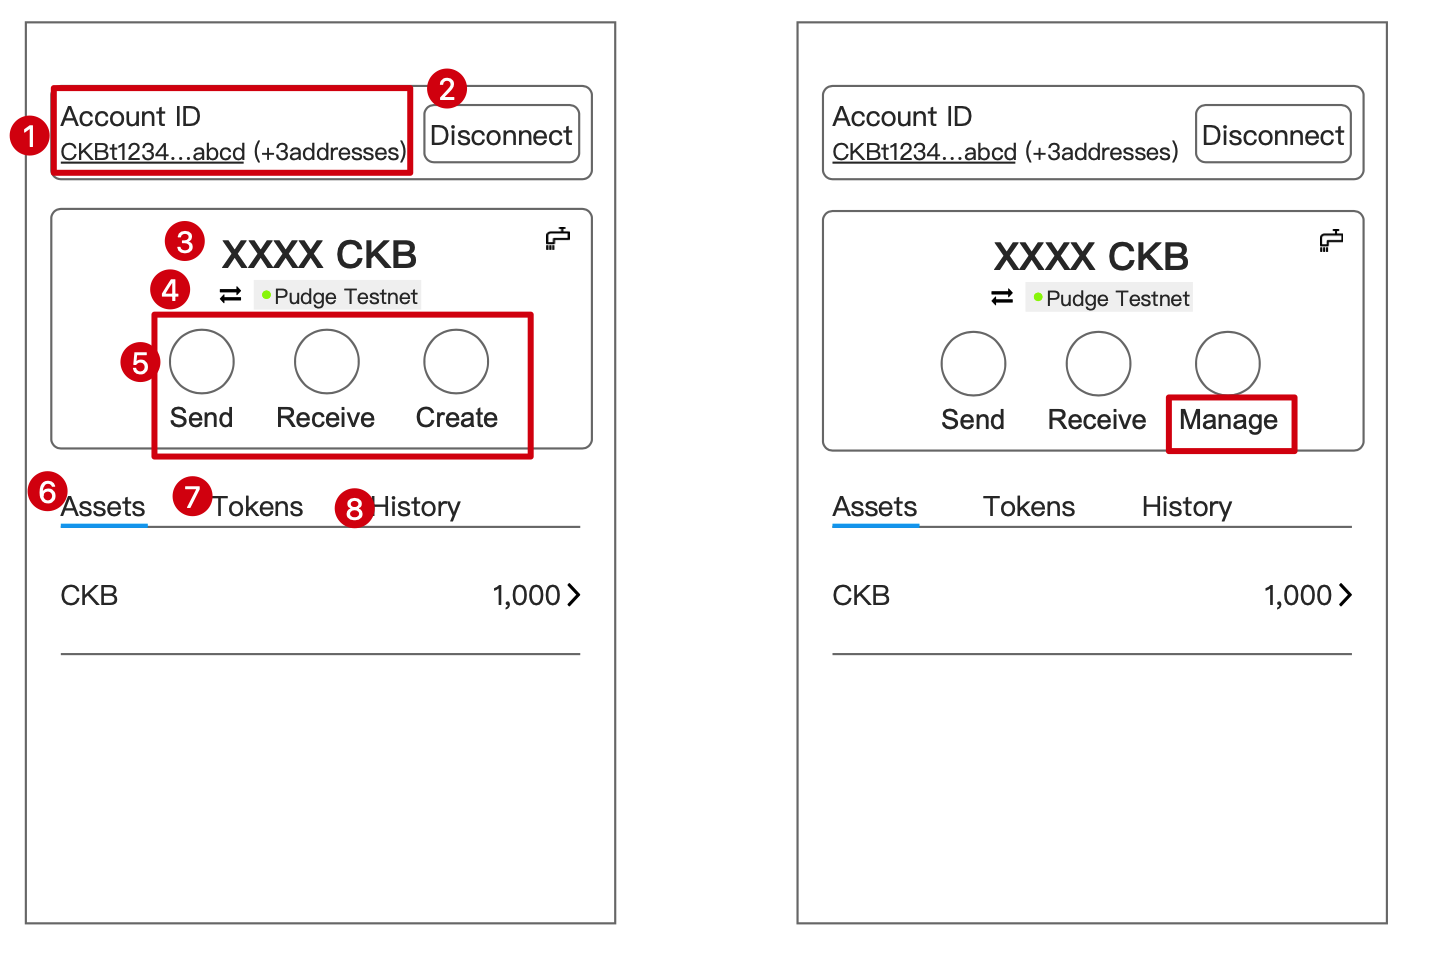 2
Account ID
Disconnect
1
CKBt1234...abcd (+3addresses)
3
XXXX CKB
4
Pudge Testnet
5
Send Receive Create
6 Assets 7 Tokens 8 History
CKB 1,000
Account ID
Disconnect
CKBt1234...abcd (+3addresses)
XXXX CKB
Pudge Testnet
Send Receive Manage
Assets Tokens History
CKB 1,000